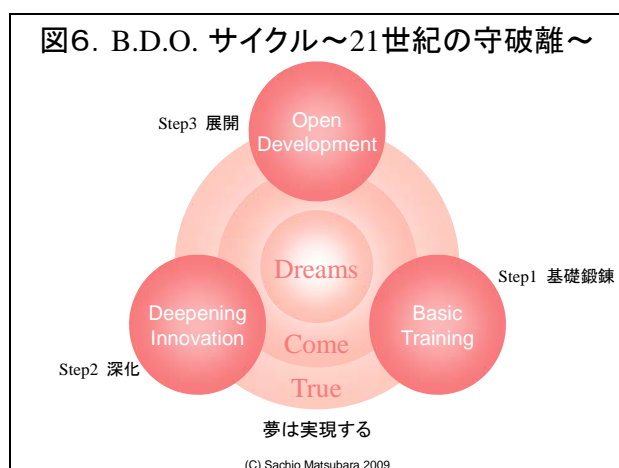 図6. B.D.O. サイクル～21世紀の守破離～
Step3 展開
Open
Development
Dreams
Step1 基礎鍛錬
Deepening
Innovation
Basic
Training
Come
Step2 深化
True
夢は実現する
(C) Sachio Matsubara 2009